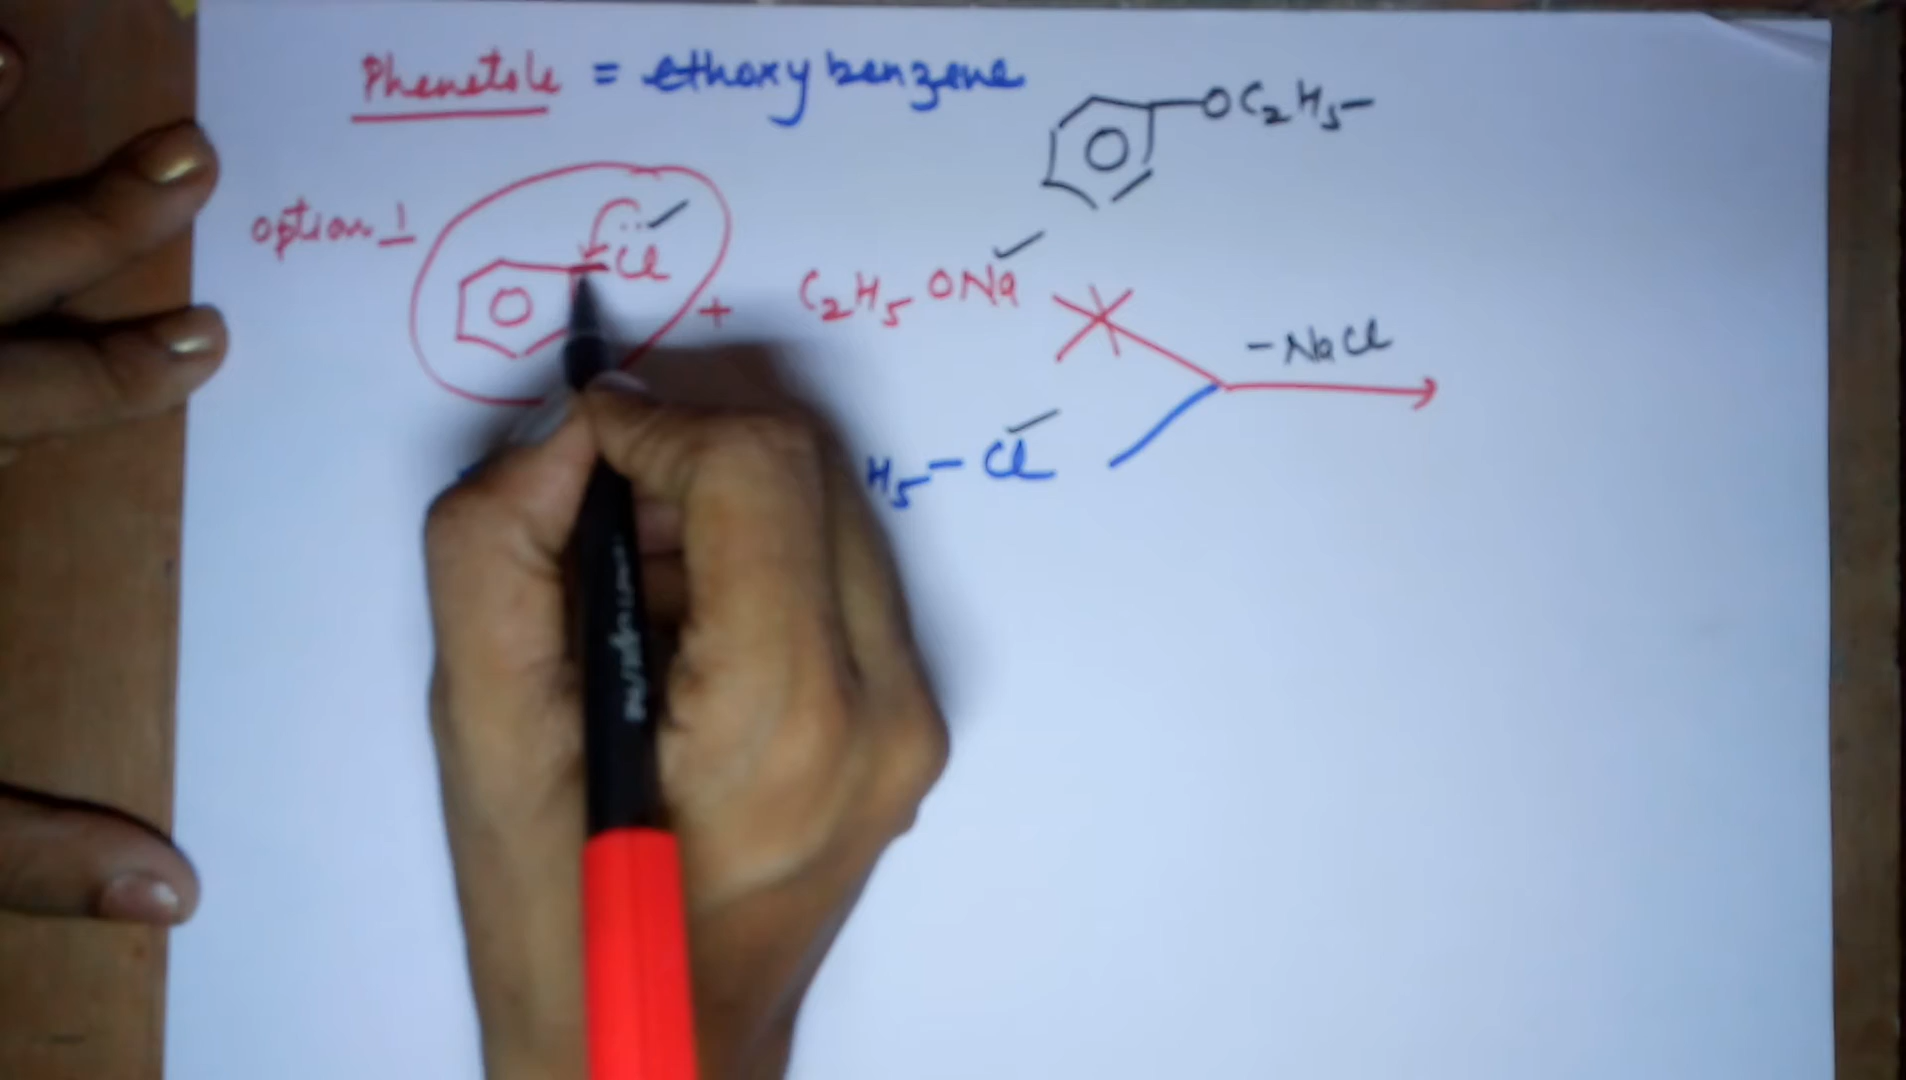 Phenetole = ethoxy benzene
OC2H5-
option 1
Cl
+ C2H5ONa
- NaCl
H5-Cl